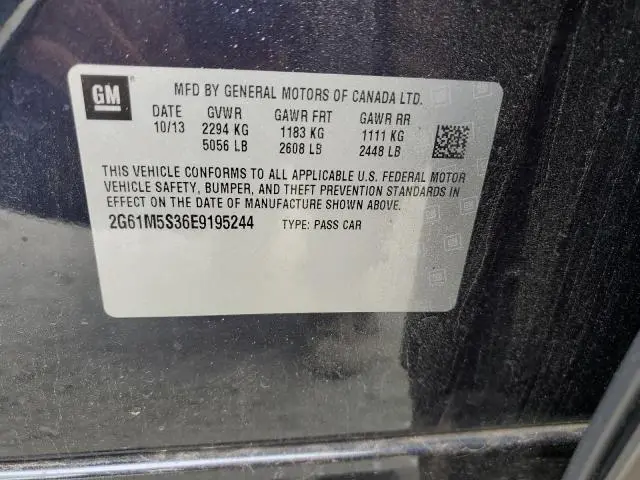 GM
MFD BY GENERAL MOTORS OF CANADA LTD.
DATE GVWR GAWR FRT GAWR RR
10/13 2294 KG 1183 KG 1111 KG
5056 LB 2608 LB 2448 LB
THIS VEHICLE CONFORMS TO ALL APPLICABLE U.S. FEDERAL MOTOR
VEHICLE SAFETY, BUMPER, AND THEFT PREVENTION STANDARDS IN
EFFECT ON THE DATE OF MANUFACTURE SHOWN ABOVE.
2G61M5S36E9195244 TYPE: PASS CAR